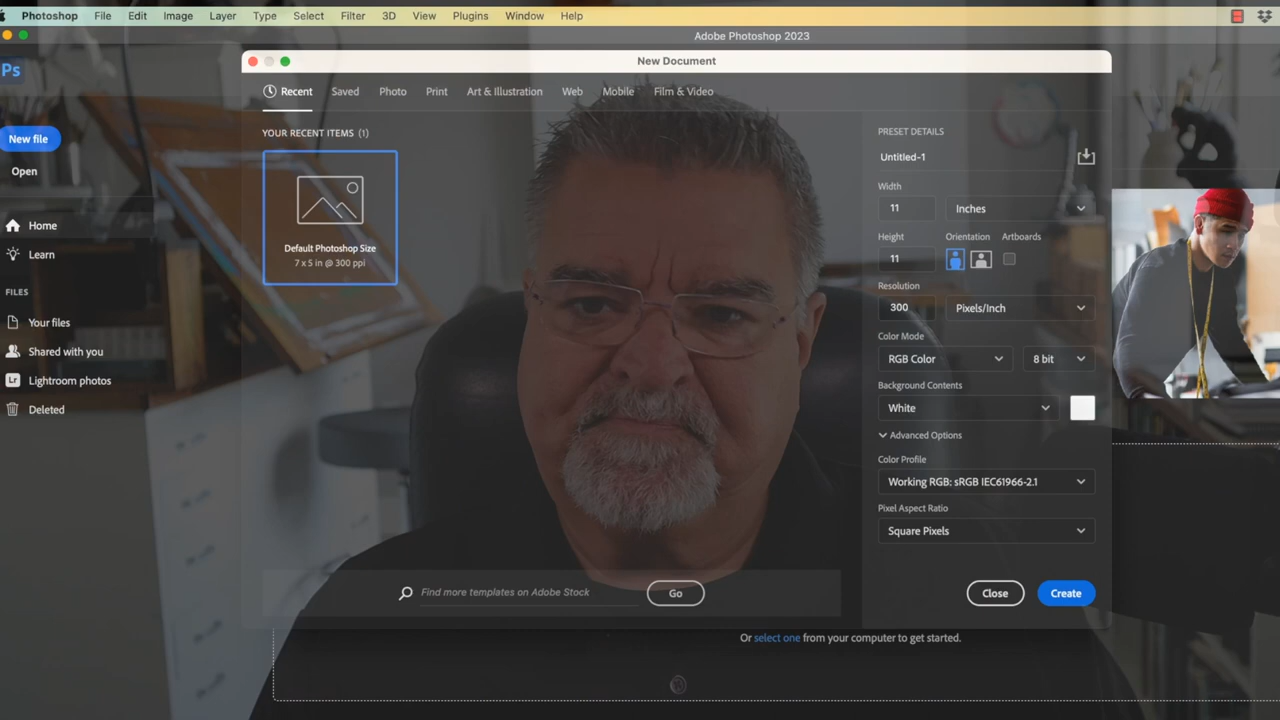 Photoshop File Edit Image Layer Type Select Filter 3D View Plugins Window Help
Adobe Photoshop 2023
Ps
New Document
Recent Saved Photo Print Art & Illustration Web Mobile Film & Video
New file
Open
Home
Learn
FILES
Your files
Shared with you
Lr Lightroom photos
Deleted
YOUR RECENT ITEMS (1)
Default Photoshop Size
7 x 5 in @ 300 ppi
Find more templates on Adobe Stock Go
PRESET DETAILS
Untitled-1
Width
11 Inches
Height Orientation Artboards
11
Resolution
300 Pixels/Inch
Color Mode
RGB Color 8 bit
Background Contents
White
Advanced Options
Color Profile
Working RGB: sRGB IEC61966-2.1
Pixel Aspect Ratio
Square Pixels
Close Create
Or select one from your computer to get started.